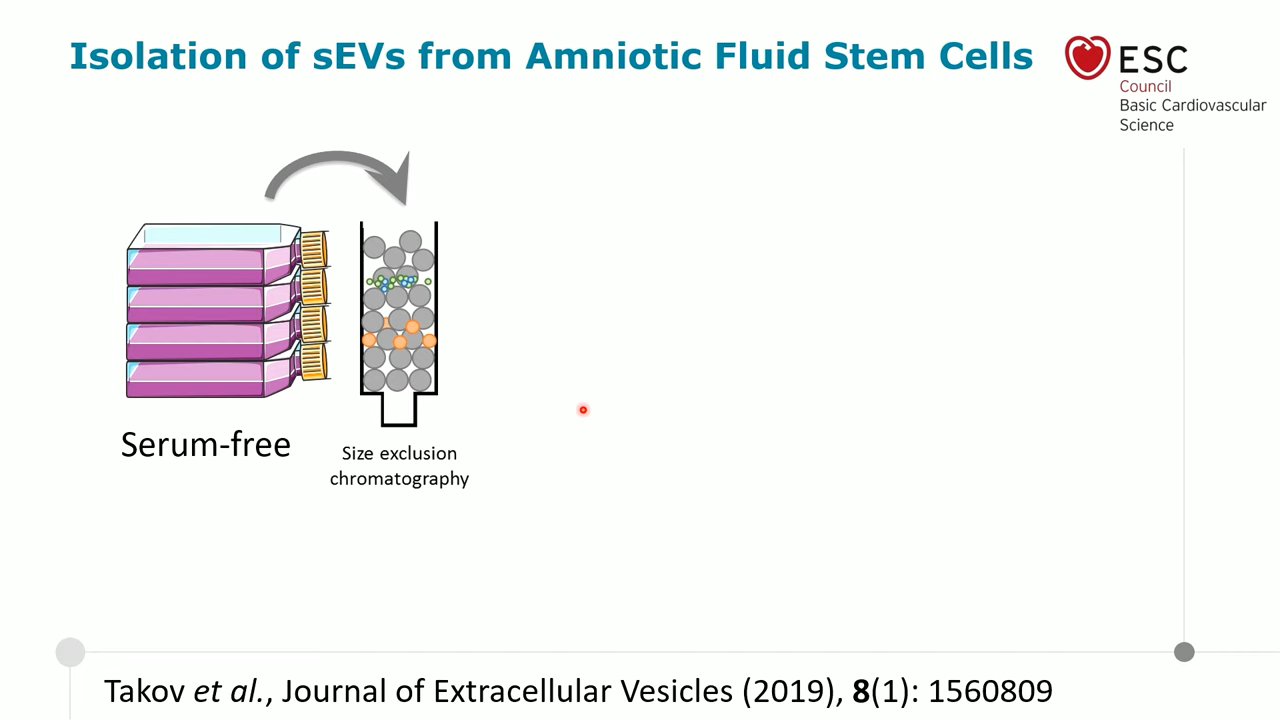 Isolation of sEVs from Amniotic Fluid Stem Cells
ESC
Council
Basic Cardiovascular
Science
Serum-free
Size exclusion
chromatography
Takov et al., Journal of Extracellular Vesicles (2019), 8(1): 1560809